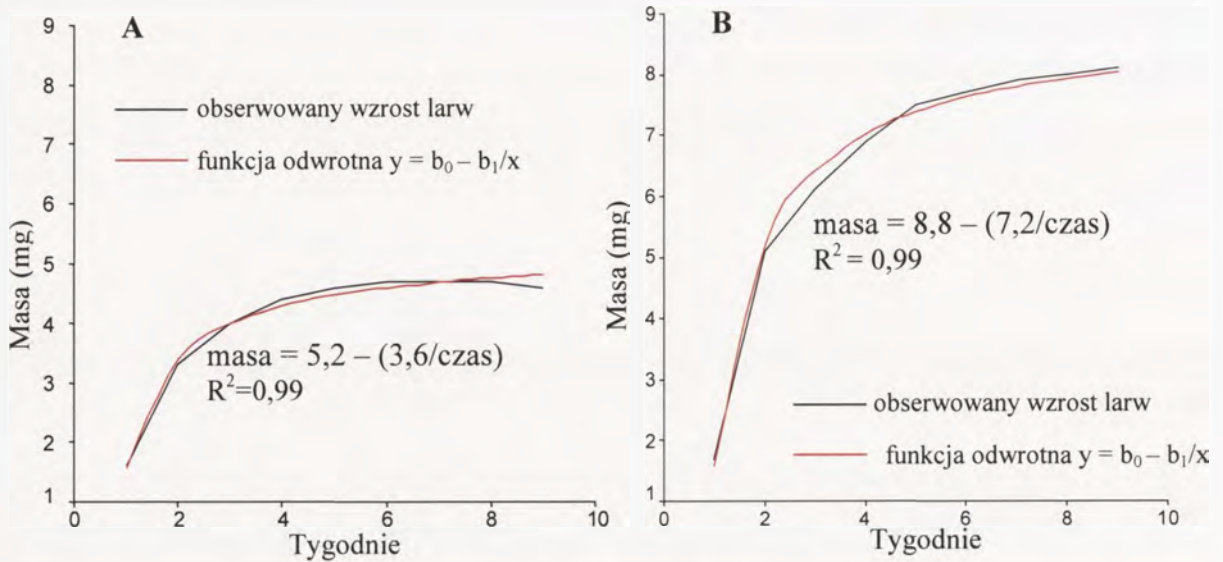 A
9
8
7
6
5
4
3
2
1
Masa (mg)
obserwowany wzrost larw
funkcja odwrotna y = b₀ – b₁/x
masa = 5,2 – (3,6/czas)
R²=0,99
0 2 4 6 8 10
Tygodnie
B
9
8
7
6
5
4
3
2
1
Masa (mg)
masa = 8,8 – (7,2/czas)
R² = 0,99
obserwowany wzrost larw
funkcja odwrotna y = b₀ – b₁/x
0 2 4 6 8 10
Tygodnie